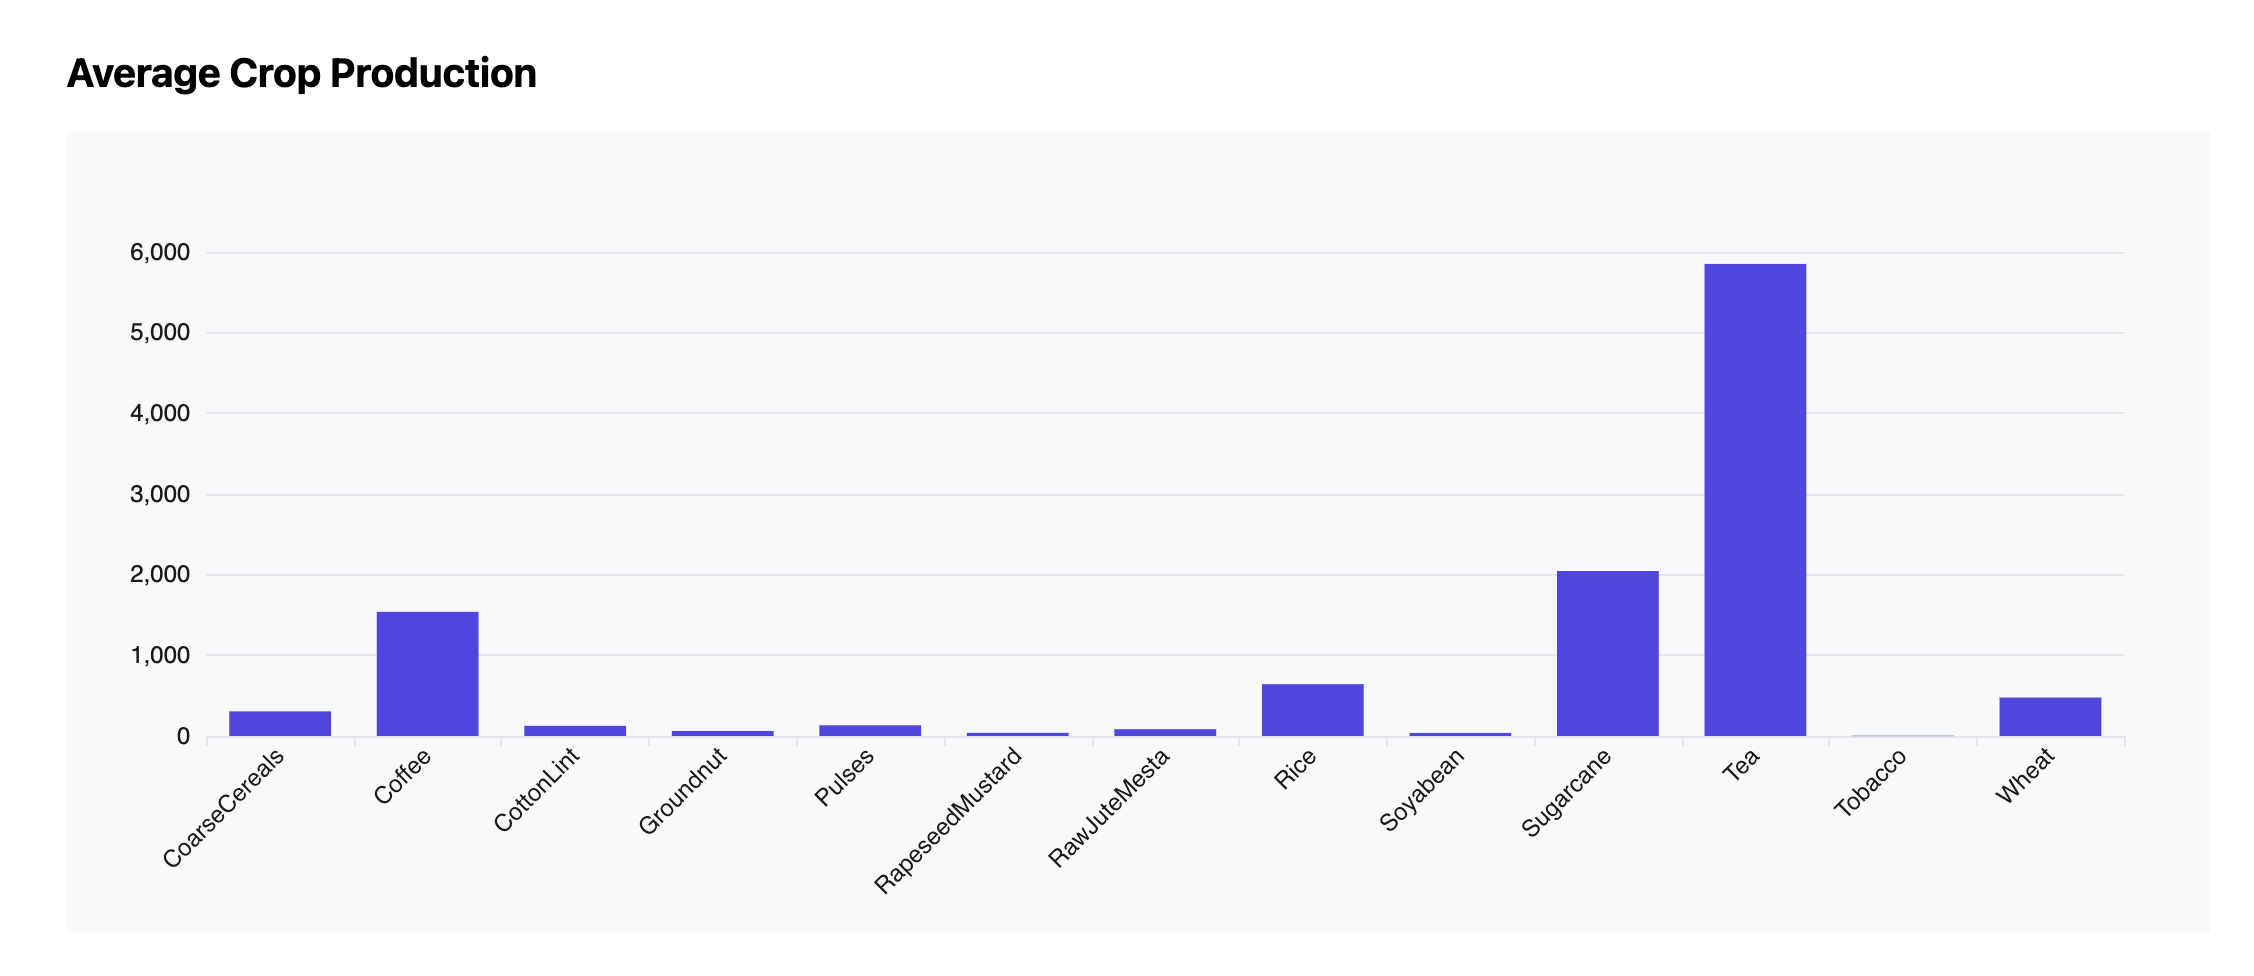 Average Crop Production
6,000
5,000
4,000
3,000
2,000
1,000
0
CoarseCereals
Coffee
CottonLint
Groundnut
Pulses
RapeseedMustard
RawJuteMesta
Rice
Soyabean
Sugarcane
Tea
Tobacco
Wheat